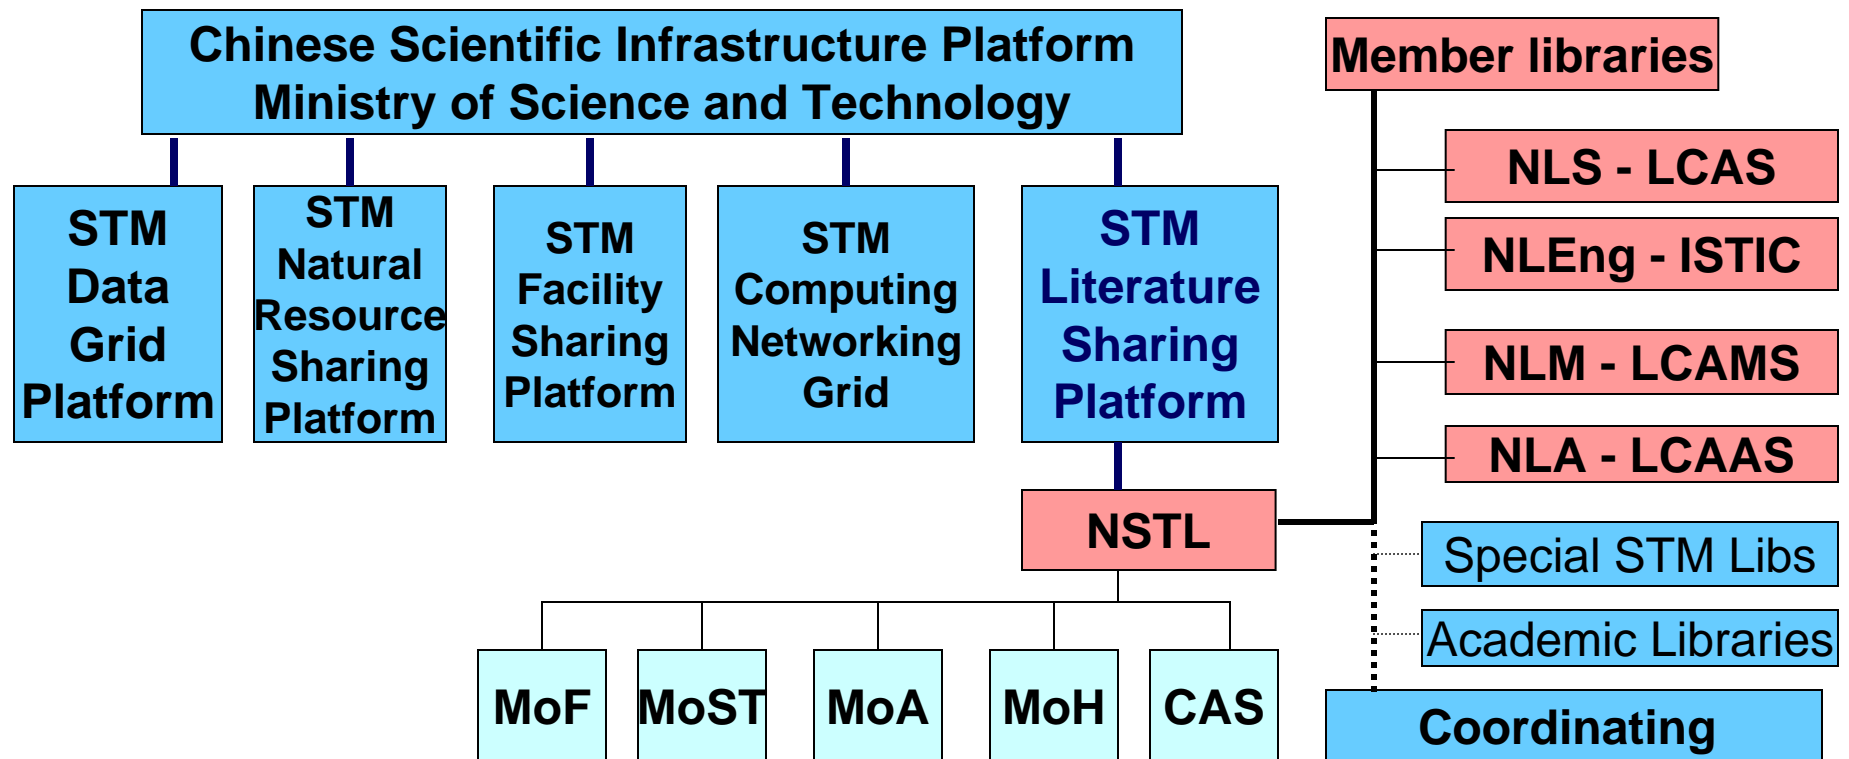 Chinese Scientific Infrastructure Platform
Ministry of Science and Technology
STM
Data
Grid
Platform
STM
Natural
Resource
Sharing
Platform
STM
Facility
Sharing
Platform
STM
Computing
Networking
Grid
STM
Literature
Sharing
Platform
NSTL
MoF
MoST
MoA
MoH
CAS
Member libraries
NLS - LCAS
NLEng - ISTIC
NLM - LCAMS
NLA - LCAAS
Special STM Libs
Academic Libraries
Coordinating